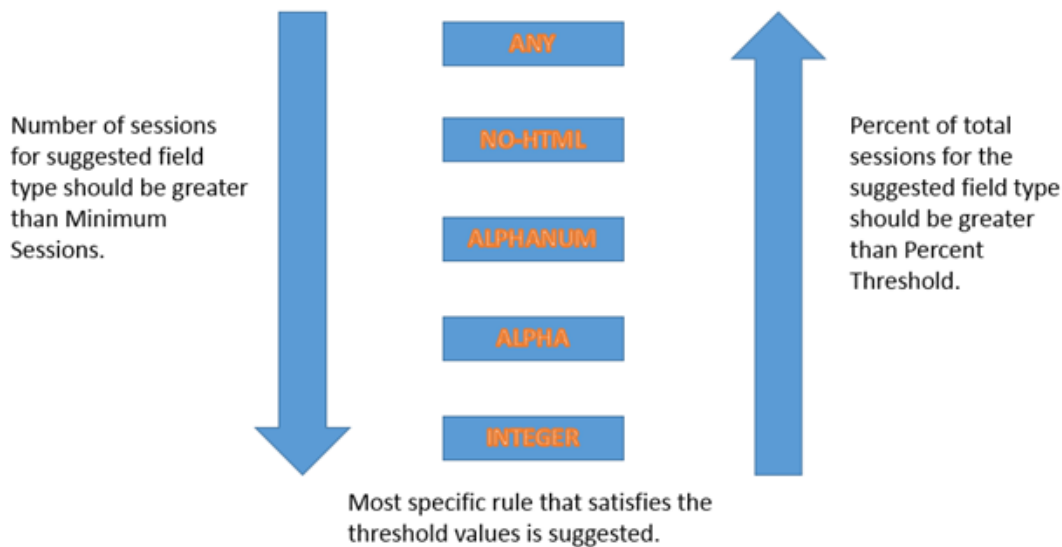 ANY
Number of sessions
for suggested field
type should be greater
than Minimum
Sessions.
NO-HTML
ALPHANUM
ALPHA
INTEGER
Percent of total
sessions for the
suggested field type
should be greater
than Percent
Threshold.
Most specific rule that satisfies the
threshold values is suggested.